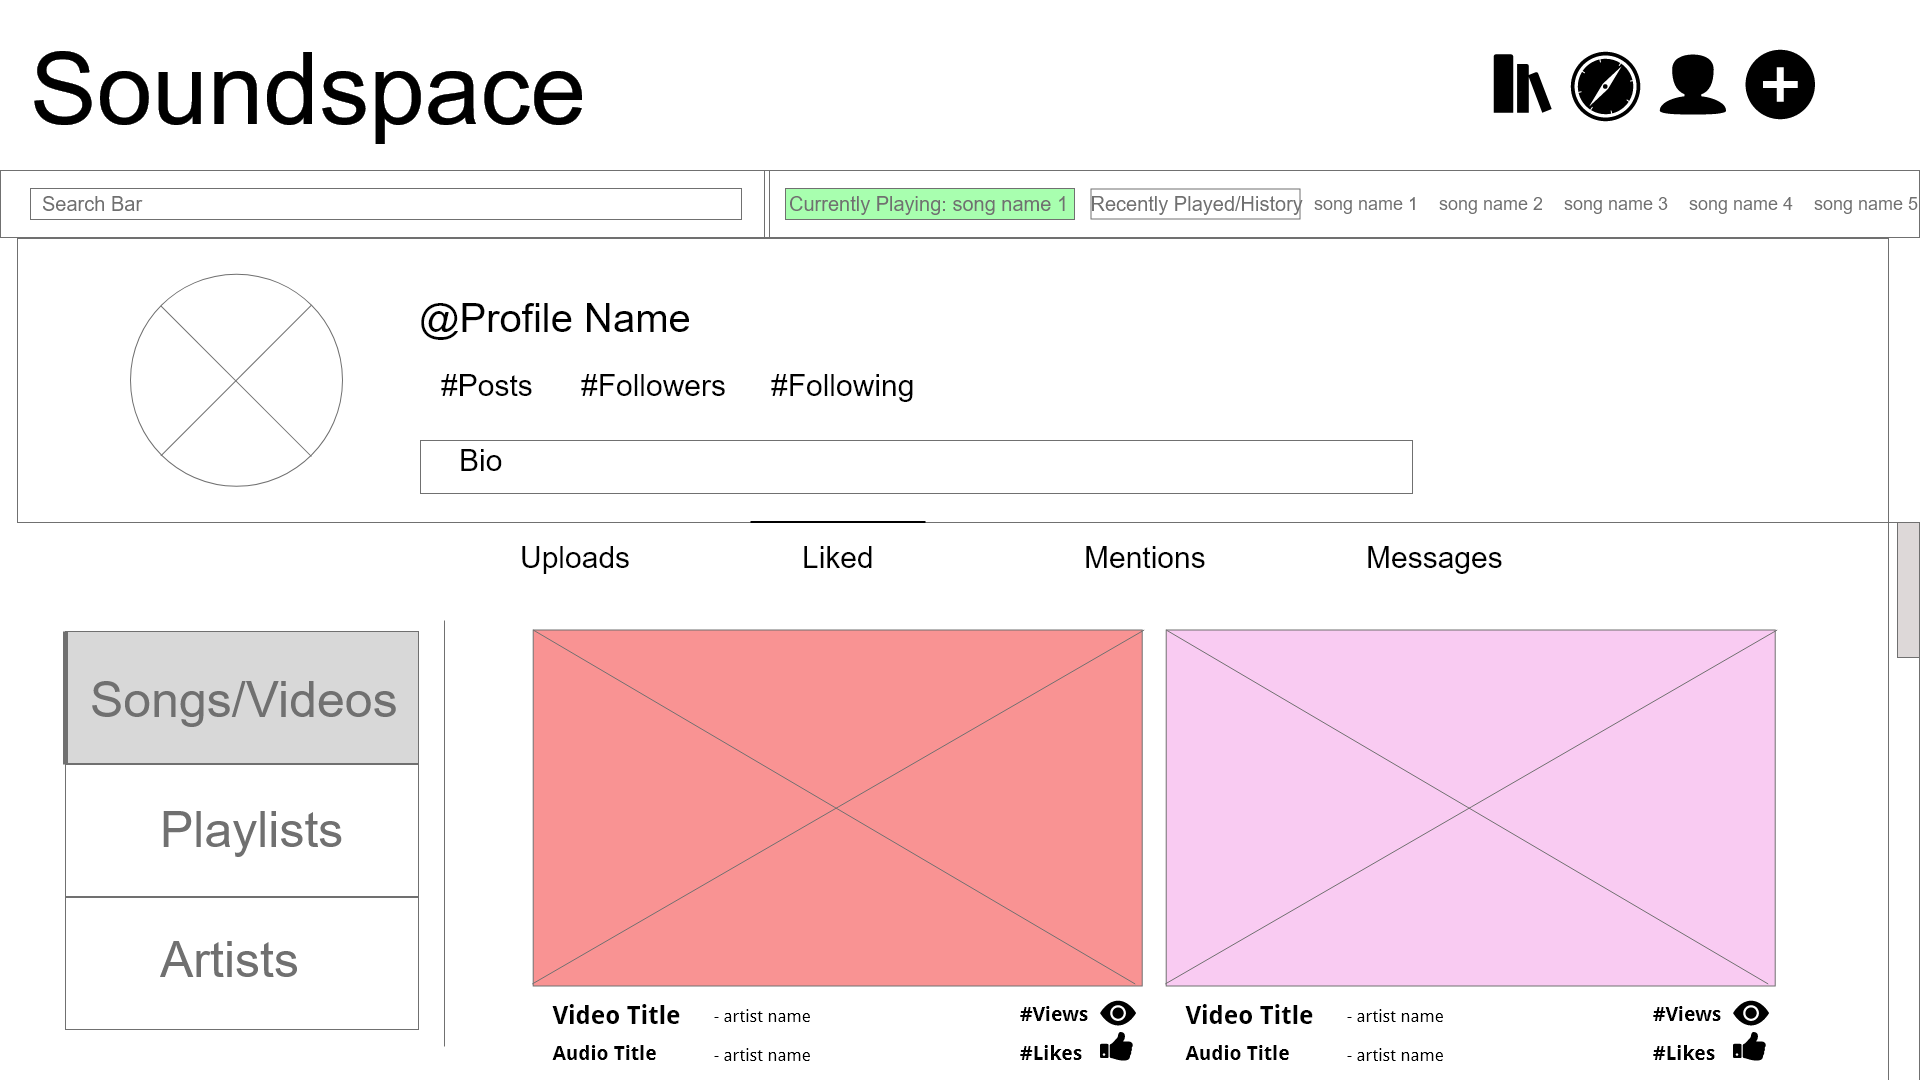 Soundspace
Search Bar
Currently Playing: song name 1
Recently Played/History
song name 1
song name 2
song name 3
song name 4
song name 5
@Profile Name
#Posts
#Followers
#Following
Bio
Uploads
Liked
Mentions
Messages
Songs/Videos
Playlists
Artists
Video Title
- artist name
#Views
Audio Title
- artist name
#Likes
Video Title
- artist name
#Views
Audio Title
- artist name
#Likes